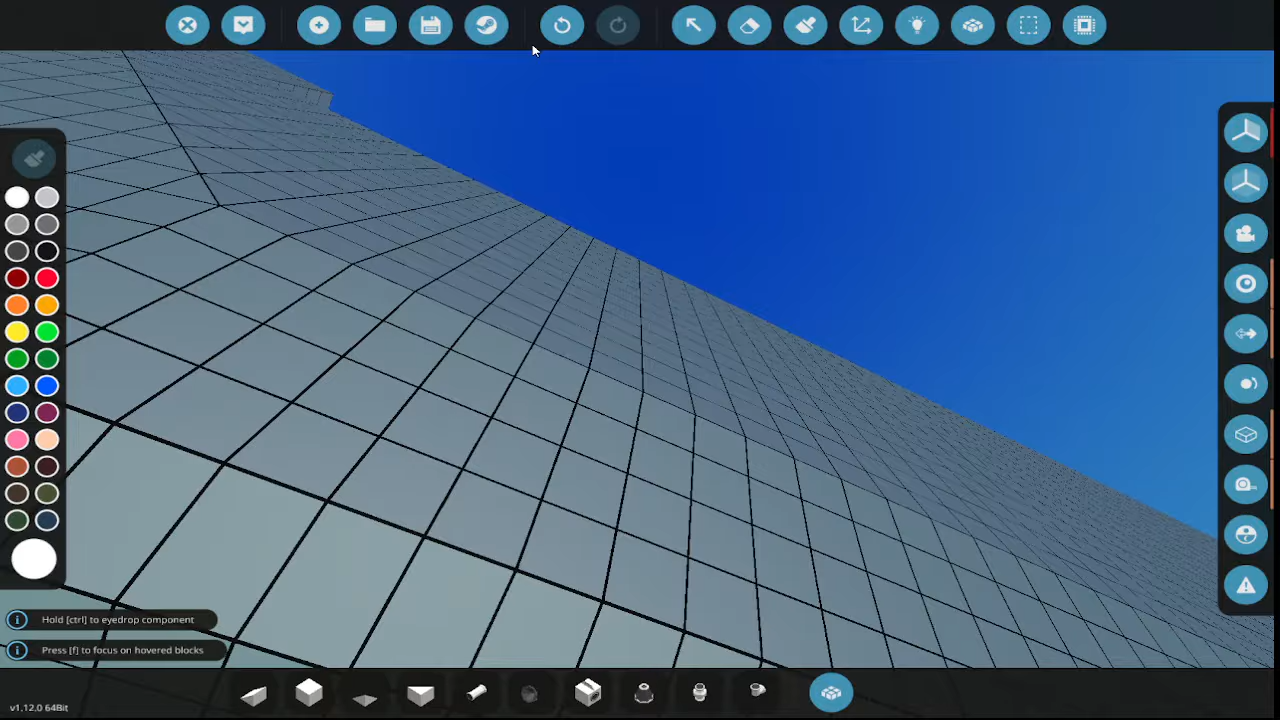 Hold [ctrl] to eyedrop component
Press [f] to focus on hovered blocks
v1.12.0 64Bit